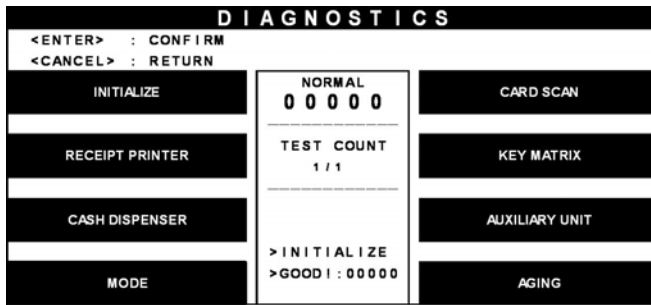 DIAGNOSTICS
<ENTER> : CONFIRM
<CANCEL> : RETURN
INITIALIZE
NORMAL
00000
CARD SCAN
RECEIPT PRINTER
TEST COUNT
1/1
KEY MATRIX
CASH DISPENSER
AUXILIARY UNIT
>INITIALIZE
>GOOD!:00000
MODE
AGING